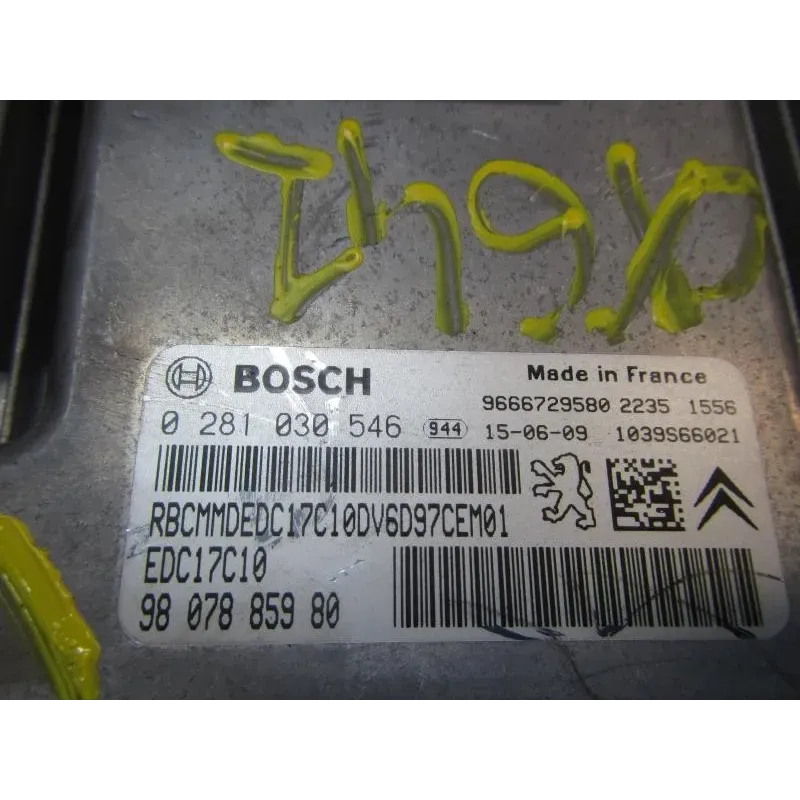 BOSCH
Made in France
9666729580 2235 1556
0 281 030 546 944 15-06-09 1039S66021
RBCMMDEDC17C10DV6D97CEM01
EDC17C10
98 078 859 80